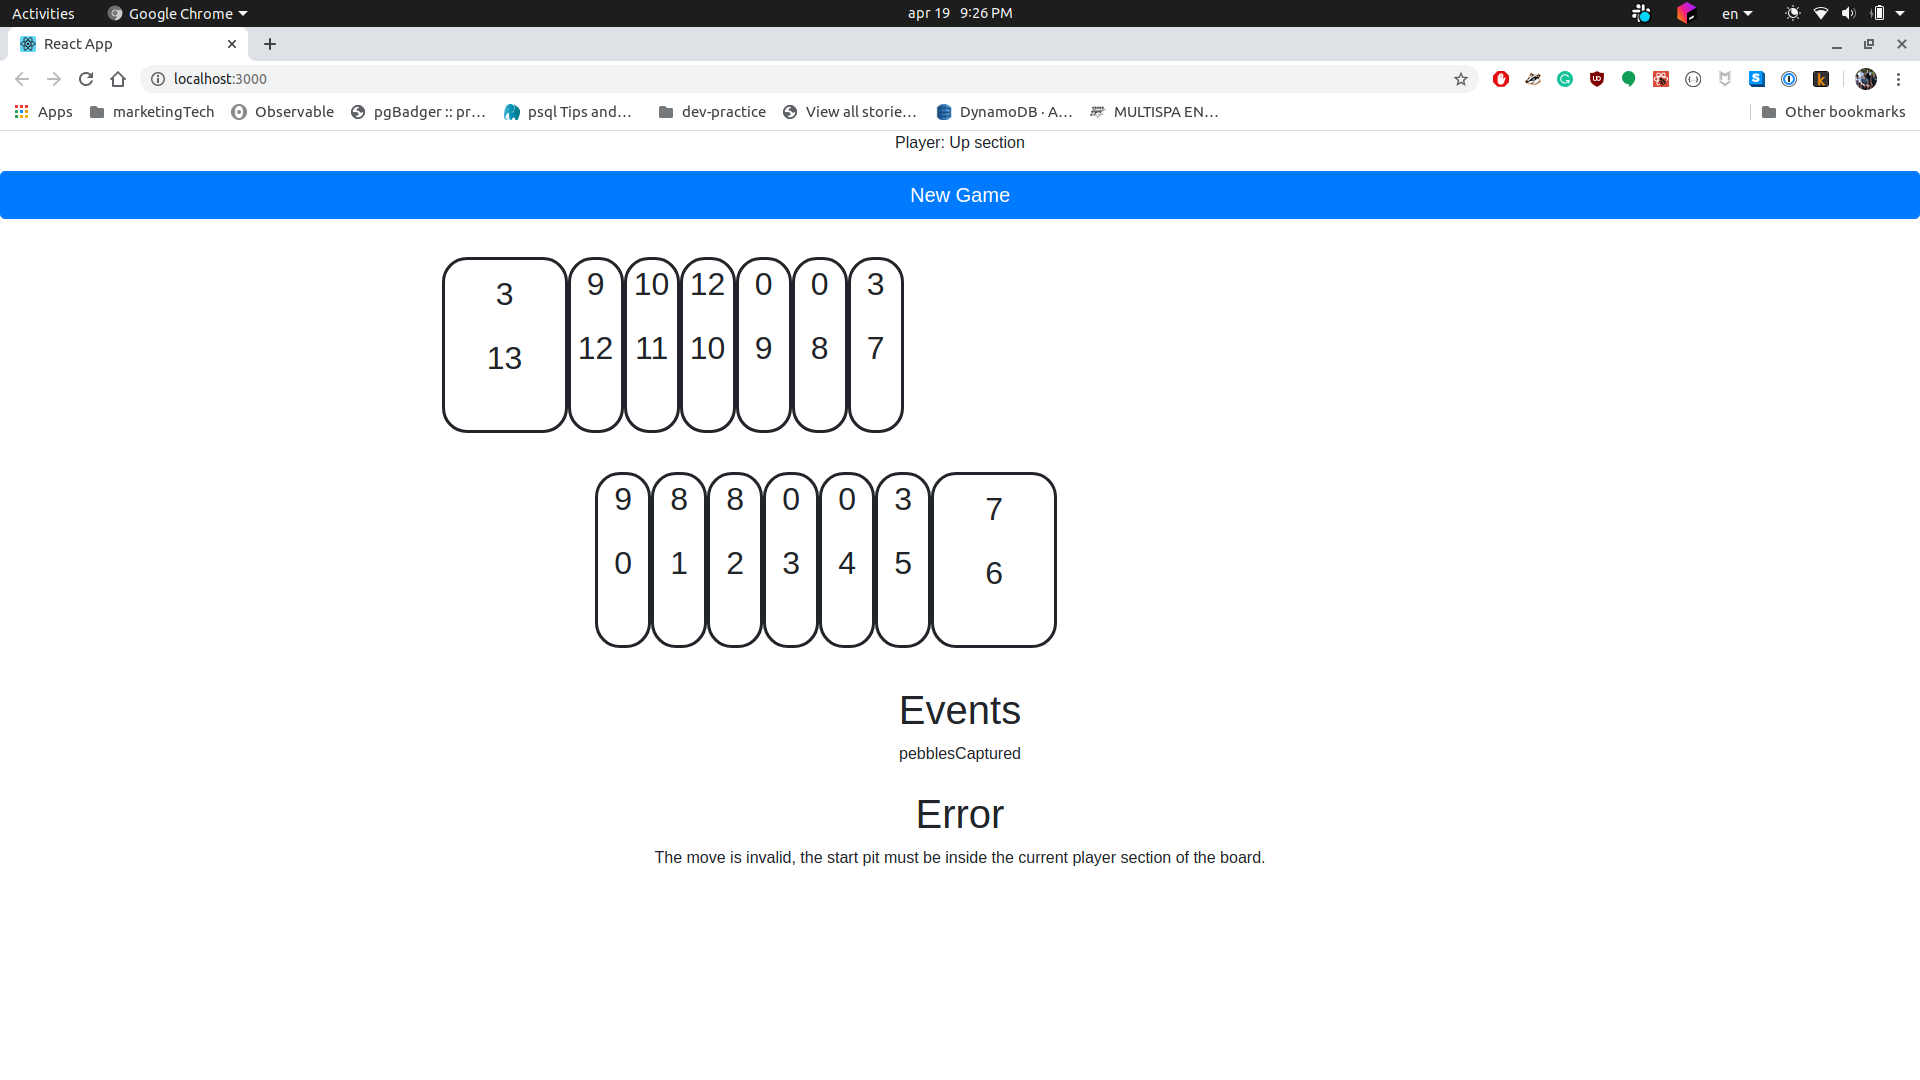 Activities Google Chrome apr 19 9:26 PM en
React App
localhost:3000
Apps marketingTech Observable pgBadger :: pr… psql Tips and… dev-practice View all storie… DynamoDB · A… MULTISPA EN… Other bookmarks
Player: Up section
New Game
3 9 10 12 0 0 3
13 12 11 10 9 8 7
9 8 8 0 0 3 7
0 1 2 3 4 5 6
Events
pebblesCaptured
Error
The move is invalid, the start pit must be inside the current player section of the board.